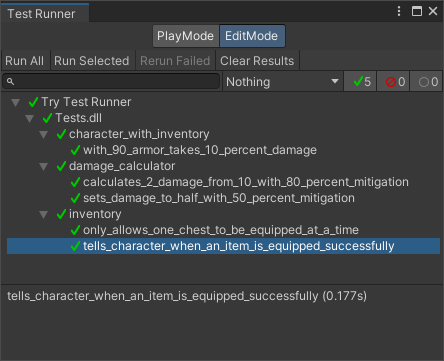 Test Runner
PlayMode EditMode
Run All Run Selected Rerun Failed Clear Results
Nothing 5 0 0
Try Test Runner
Tests.dll
character_with_inventory
with_90_armor_takes_10_percent_damage
damage_calculator
calculates_2_damage_from_10_with_80_percent_mitigation
sets_damage_to_half_with_50_percent_mitigation
inventory
only_allows_one_chest_to_be_equipped_at_a_time
tells_character_when_an_item_is_equipped_successfully
tells_character_when_an_item_is_equipped_successfully (0.177s)